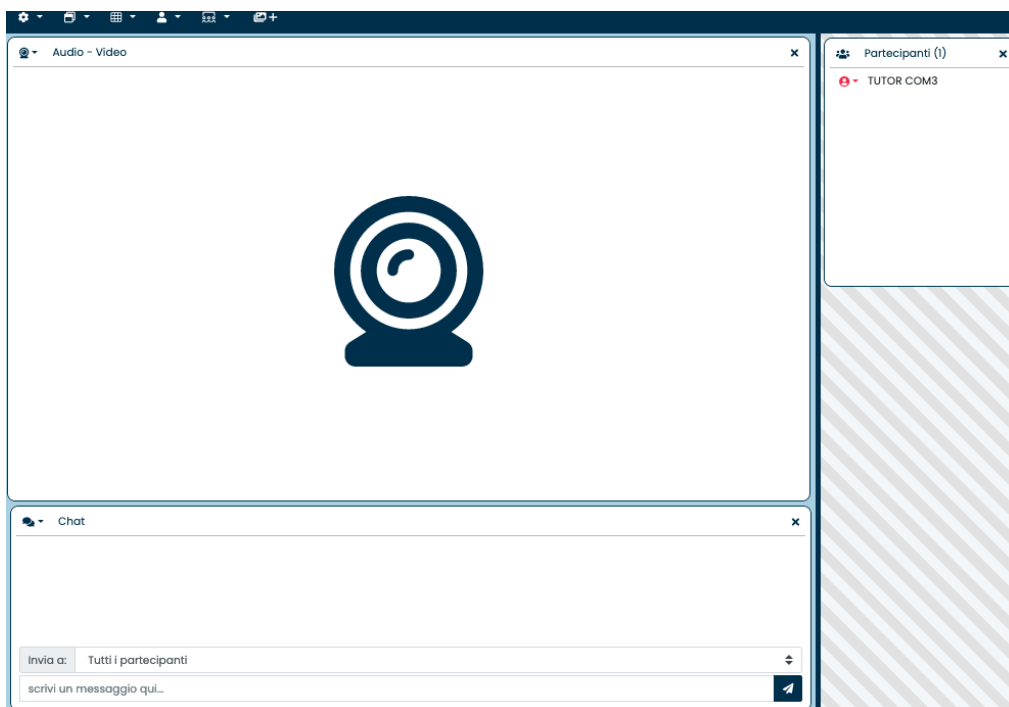 Audio - Video
Partecipanti (1)
TUTOR COM3
Chat
Invia a: Tutti i partecipanti
scrivi un messaggio qui...